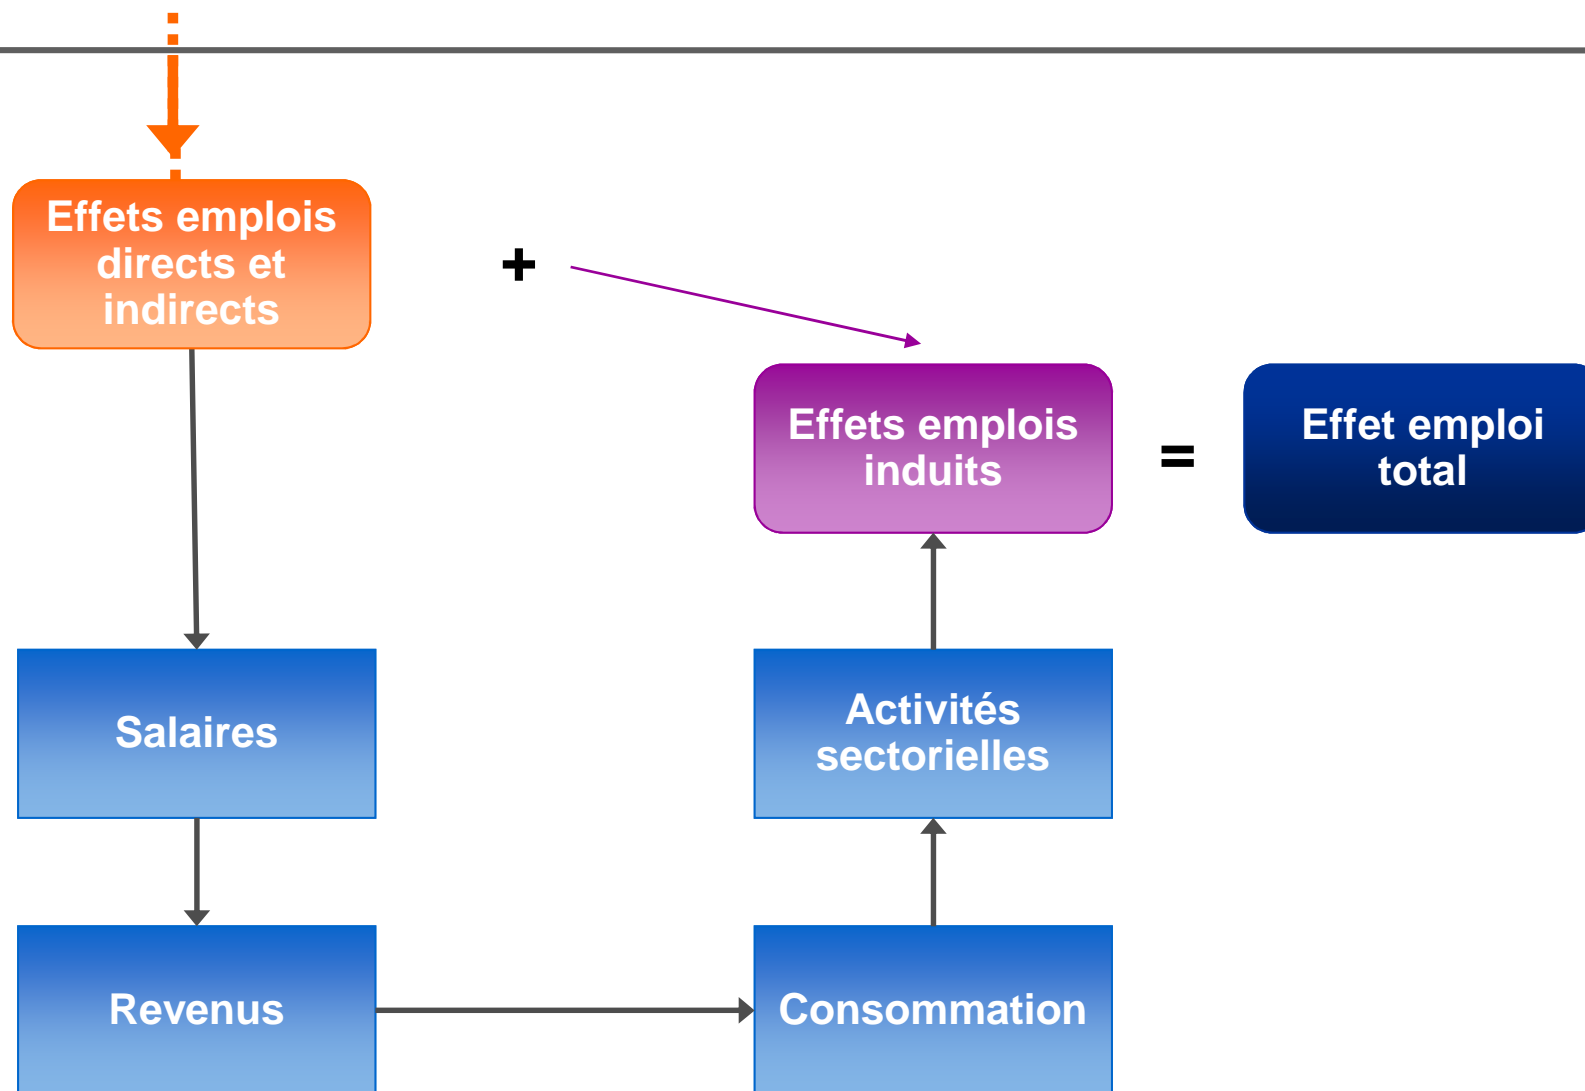 Effets emplois
directs et
indirects
+
Effets emplois
induits
=
Effet emploi
total
Salaires
Activités
sectorielles
Revenus
Consommation